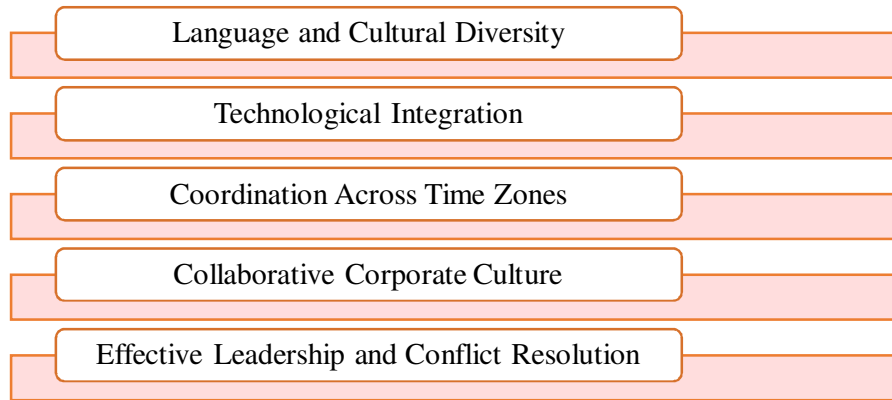 Language and Cultural Diversity
Technological Integration
Coordination Across Time Zones
Collaborative Corporate Culture
Effective Leadership and Conflict Resolution